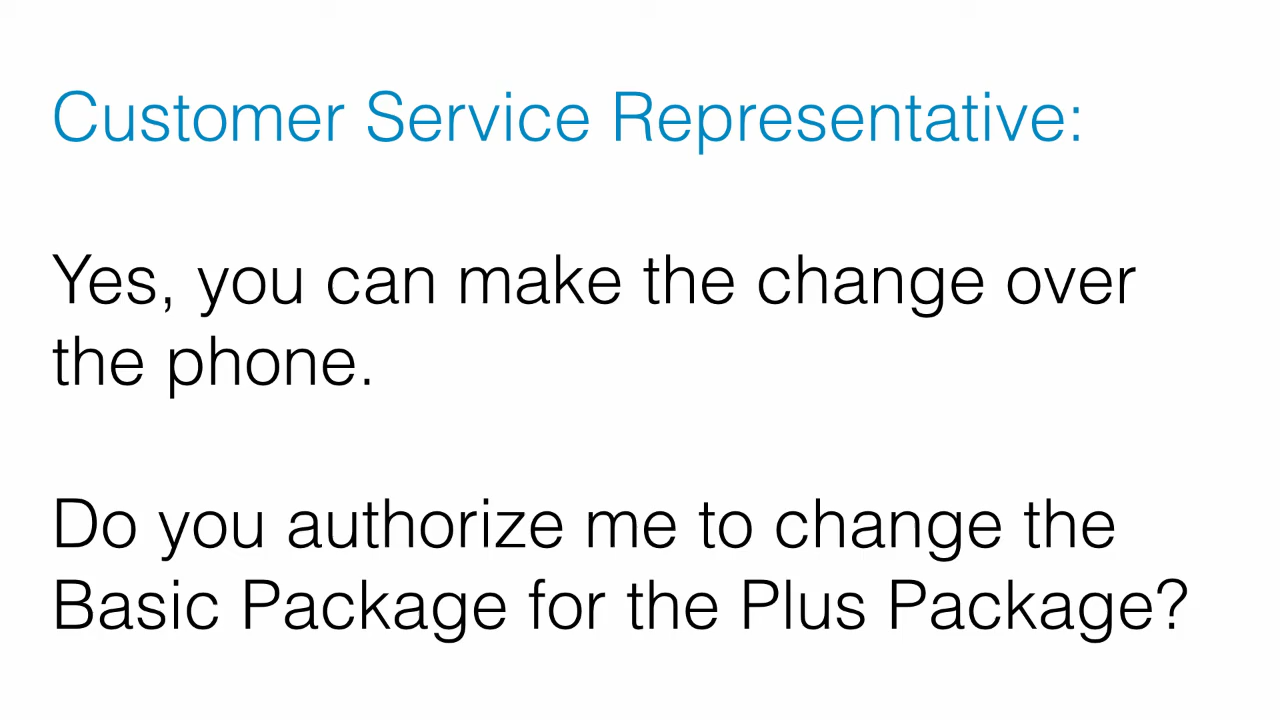 Customer Service Representative:
Yes, you can make the change over
the phone.
Do you authorize me to change the
Basic Package for the Plus Package?